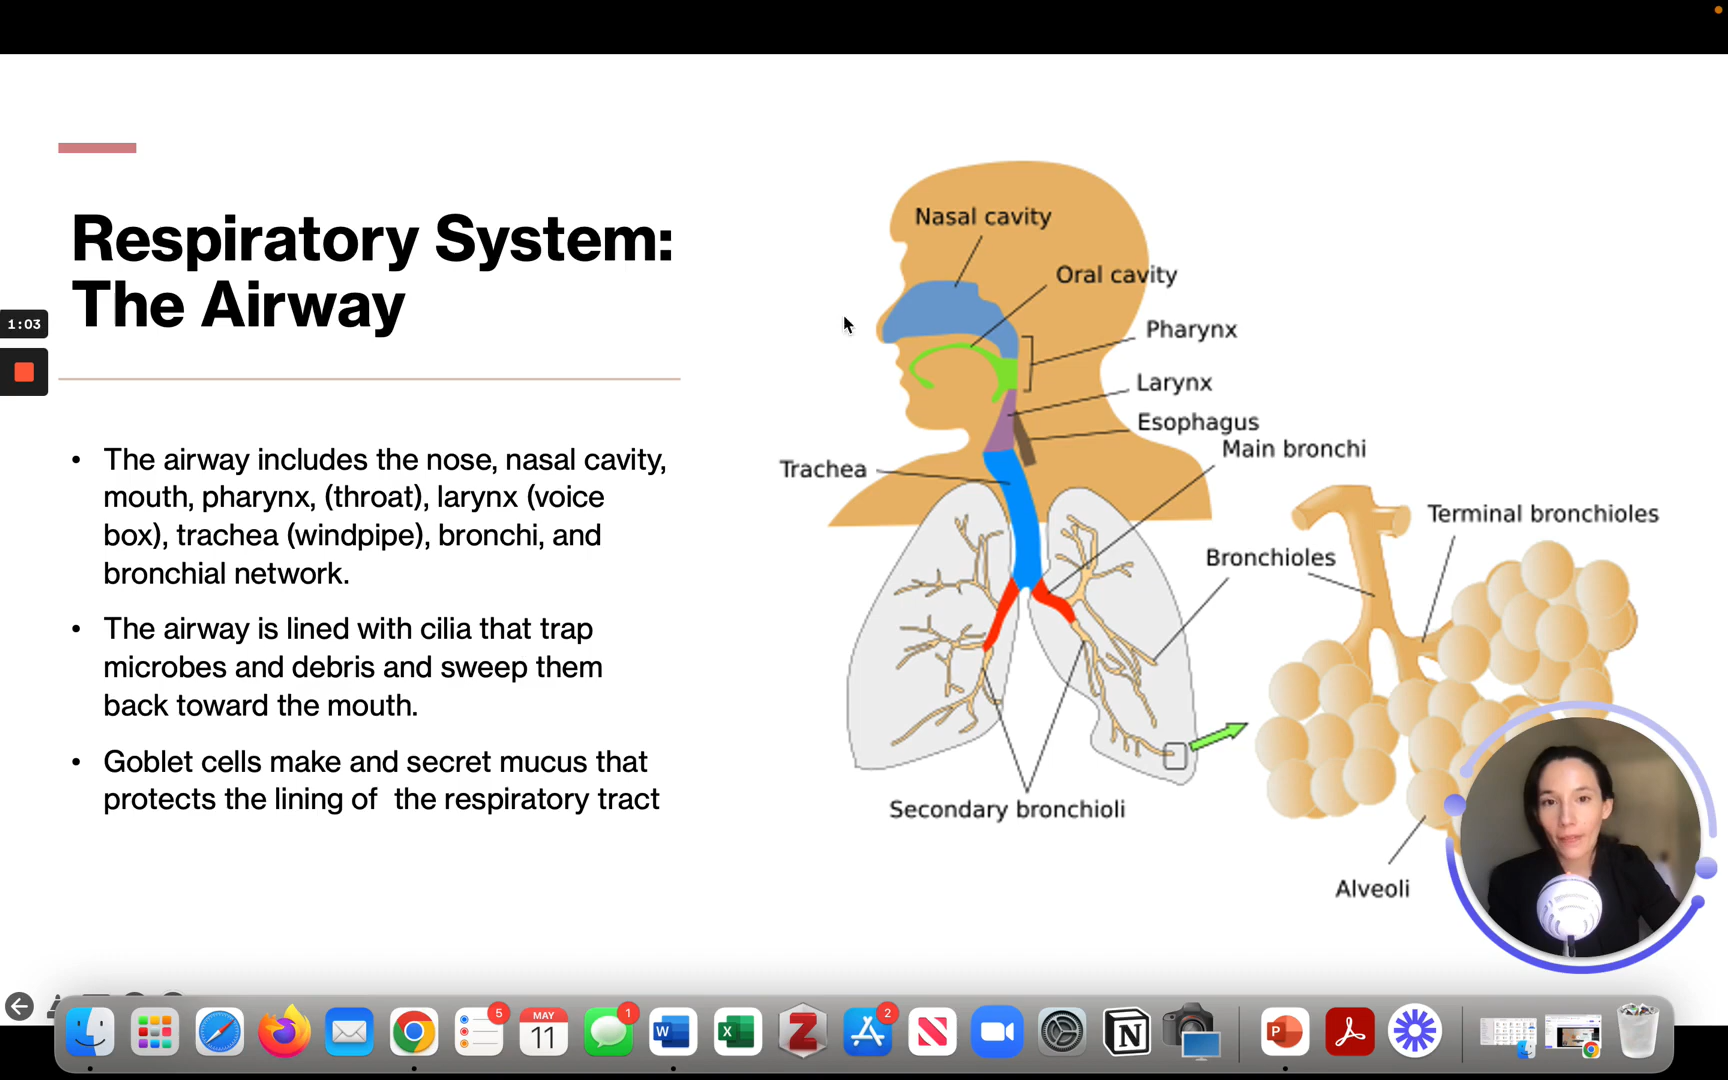 Respiratory System:
The Airway
1:03
• The airway includes the nose, nasal cavity,
mouth, pharynx, (throat), larynx (voice
box), trachea (windpipe), bronchi, and
bronchial network.
• The airway is lined with cilia that trap
microbes and debris and sweep them
back toward the mouth.
• Goblet cells make and secret mucus that
protects the lining of  the respiratory tract
Nasal cavity
Oral cavity
Pharynx
Larynx
Esophagus
Main bronchi
Trachea
Terminal bronchioles
Bronchioles
Secondary bronchioli
Alveoli
5
MAY
11
1
W
X
Z
2
N
N
P